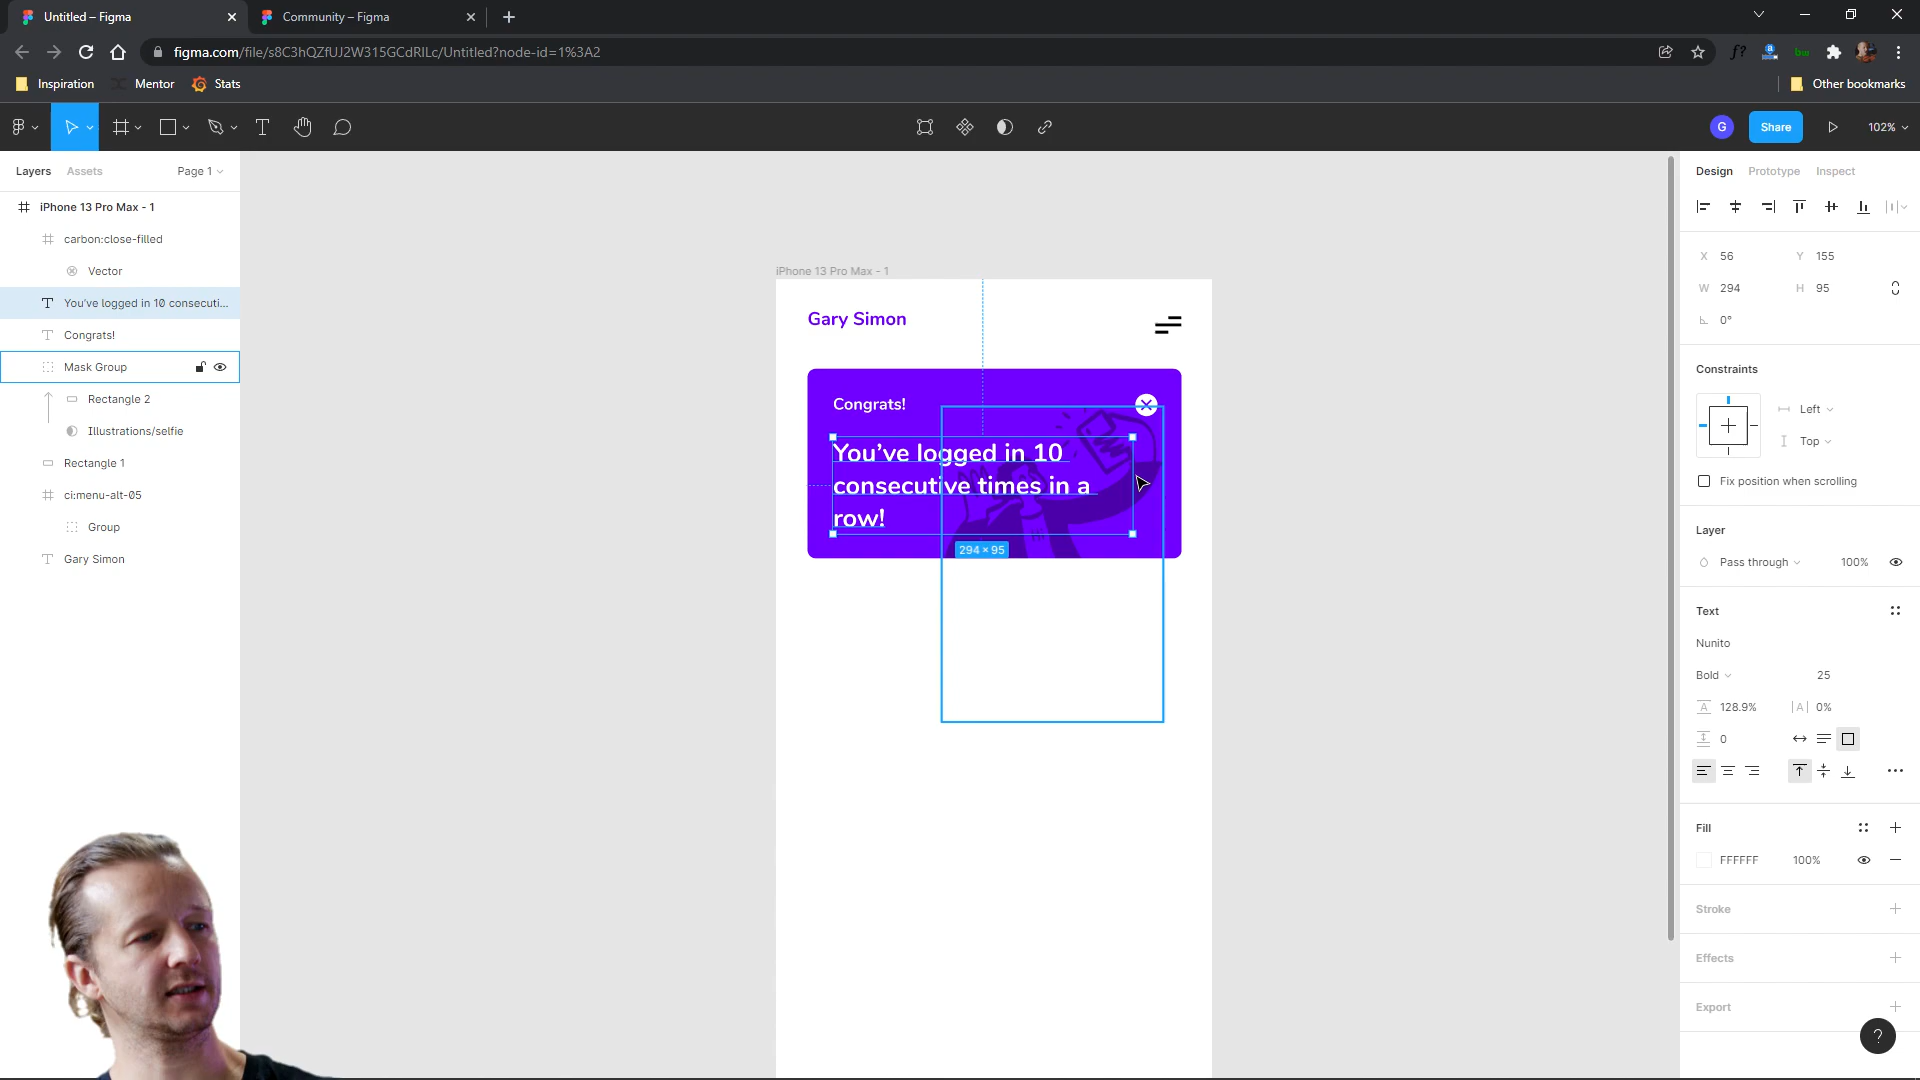 Untitled – Figma
Community – Figma
figma.com/file/s8C3hQZfUJ2W315GCdRILc/Untitled?node-id=1%3A2
f?
a
bw
Inspiration
Mentor
Stats
Other bookmarks
G
Share
102%
Layers
Assets
Page 1
Design
Prototype
Inspect
iPhone 13 Pro Max - 1
carbon:close-filled
Vector
You've logged in 10 consecuti...
Congrats!
Mask Group
Rectangle 2
Illustrations/selfie
Rectangle 1
ci:menu-alt-05
Group
Gary Simon
iPhone 13 Pro Max - 1
Gary Simon
Congrats!
You've logged in 10
consecutive times in a
row!
Hi
294 × 95
X 56
Y 155
W 294
H 95
0°
Constraints
Left
Top
Fix position when scrolling
Layer
Pass through
100%
Text
Nunito
Bold
25
A 128.9%
|A| 0%
0
Fill
FFFFFF
100%
Stroke
Effects
Export
?